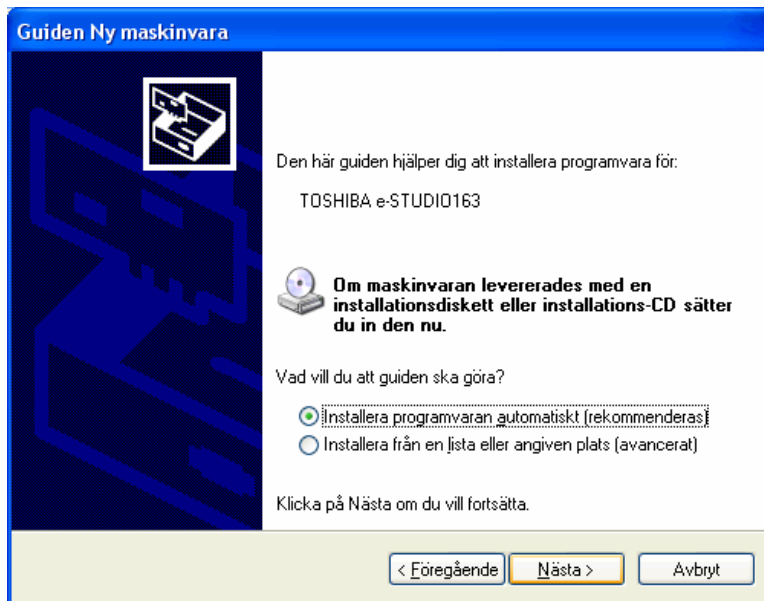 Guiden Ny maskinvara
Den här guiden hjälper dig att installera programvara för:
TOSHIBA e-STUDIO163
Om maskinvaran levererades med en
installationsdiskett eller installations-CD sätter
du in den nu.
Vad vill du att guiden ska göra?
Installera programvaran automatiskt (rekommenderas)
Installera från en lista eller angiven plats (avancerat)
Klicka på Nästa om du vill fortsätta.
< Föregående Nästa > Avbryt